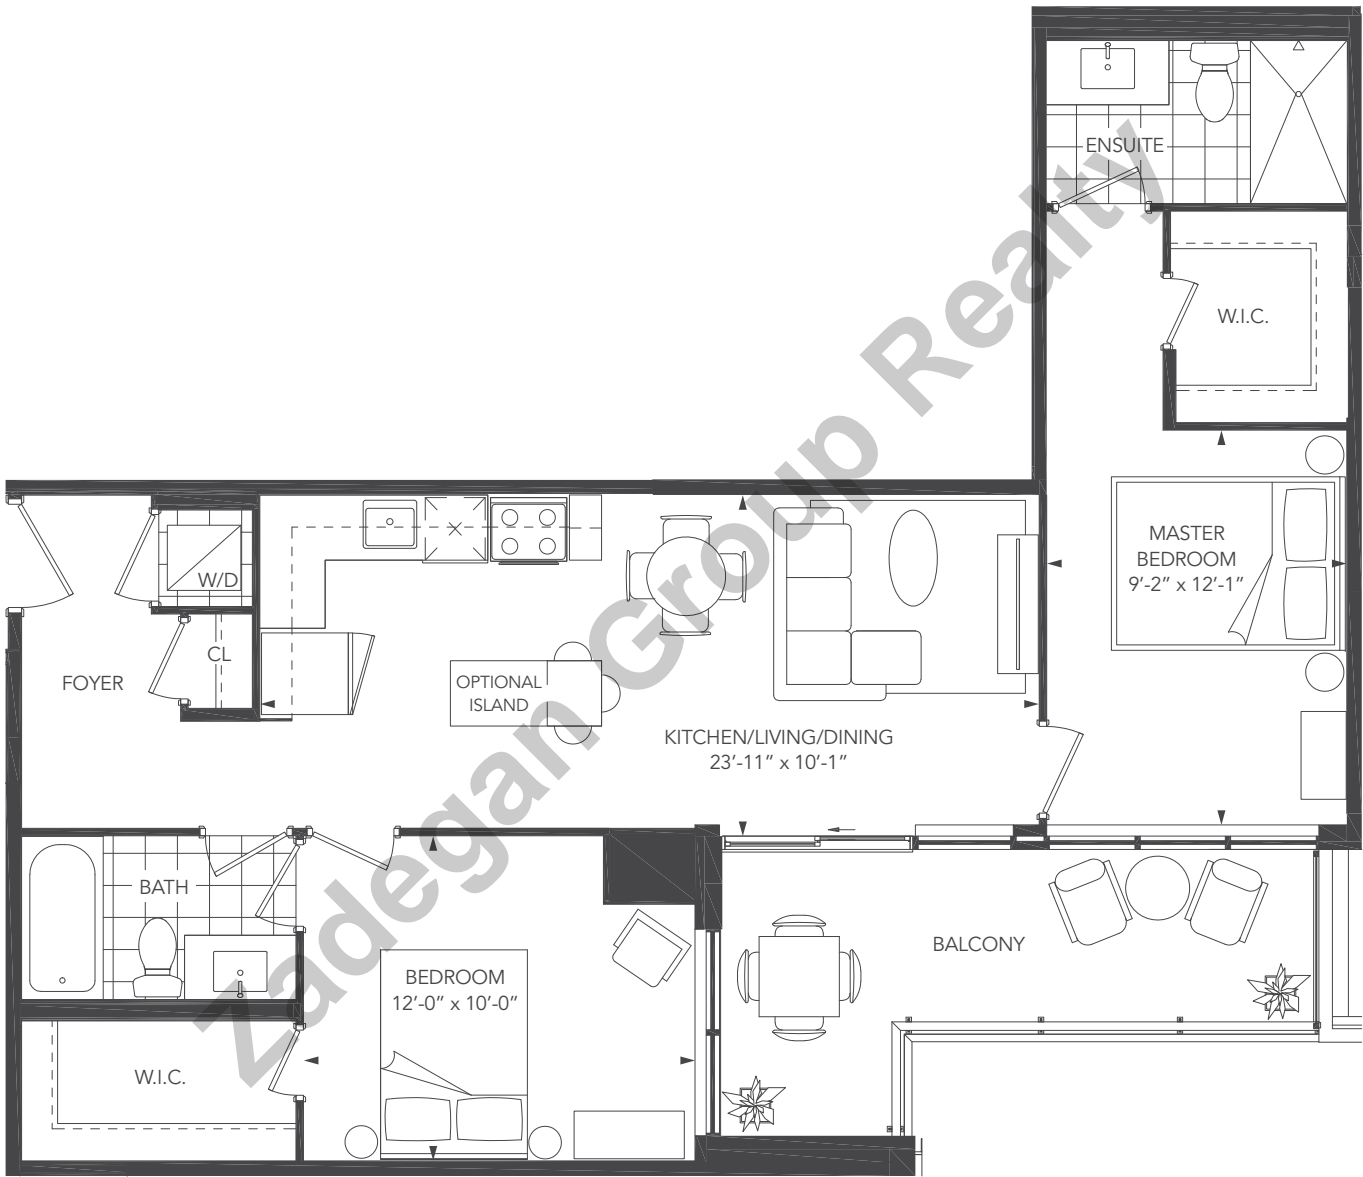 ENSUITE
W.I.C.
MASTER
BEDROOM
9'-2" x 12'-1"
W/D
CL
FOYER
OPTIONAL
ISLAND
KITCHEN/LIVING/DINING
23'-11" x 10'-1"
BATH
BEDROOM
12'-0" x 10'-0"
BALCONY
W.I.C.
Zadegan Group Realty